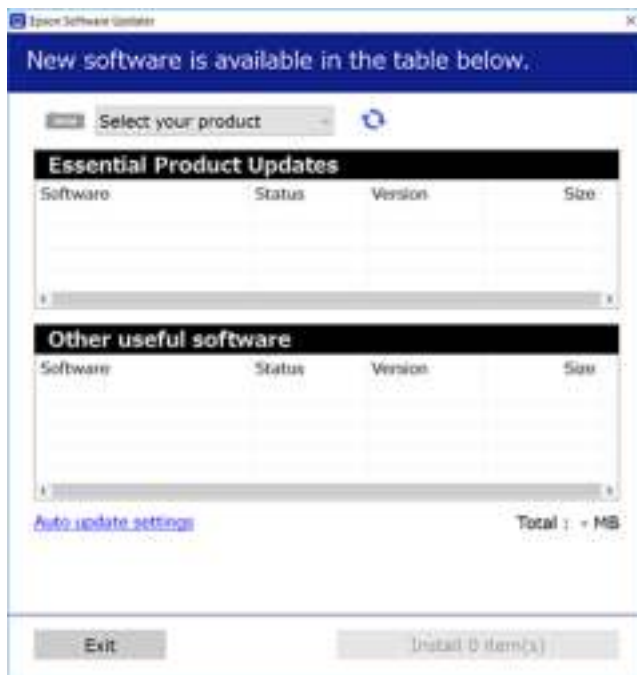 Epson Software Updater
New software is available in the table below.
Select your product
Essential Product Updates
Software Status Version Size
Other useful software
Software Status Version Size
Auto update settings Total : - MB
Exit Install 0 item(s)